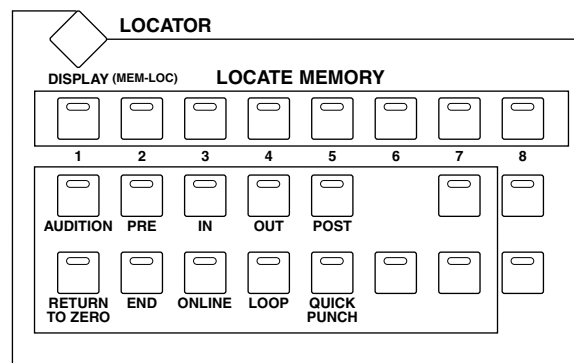 LOCATOR
DISPLAY (MEM-LOC) LOCATE MEMORY
1 2 3 4 5 6 7 8
AUDITION PRE IN OUT POST
RETURN TO ZERO END ONLINE LOOP QUICK PUNCH